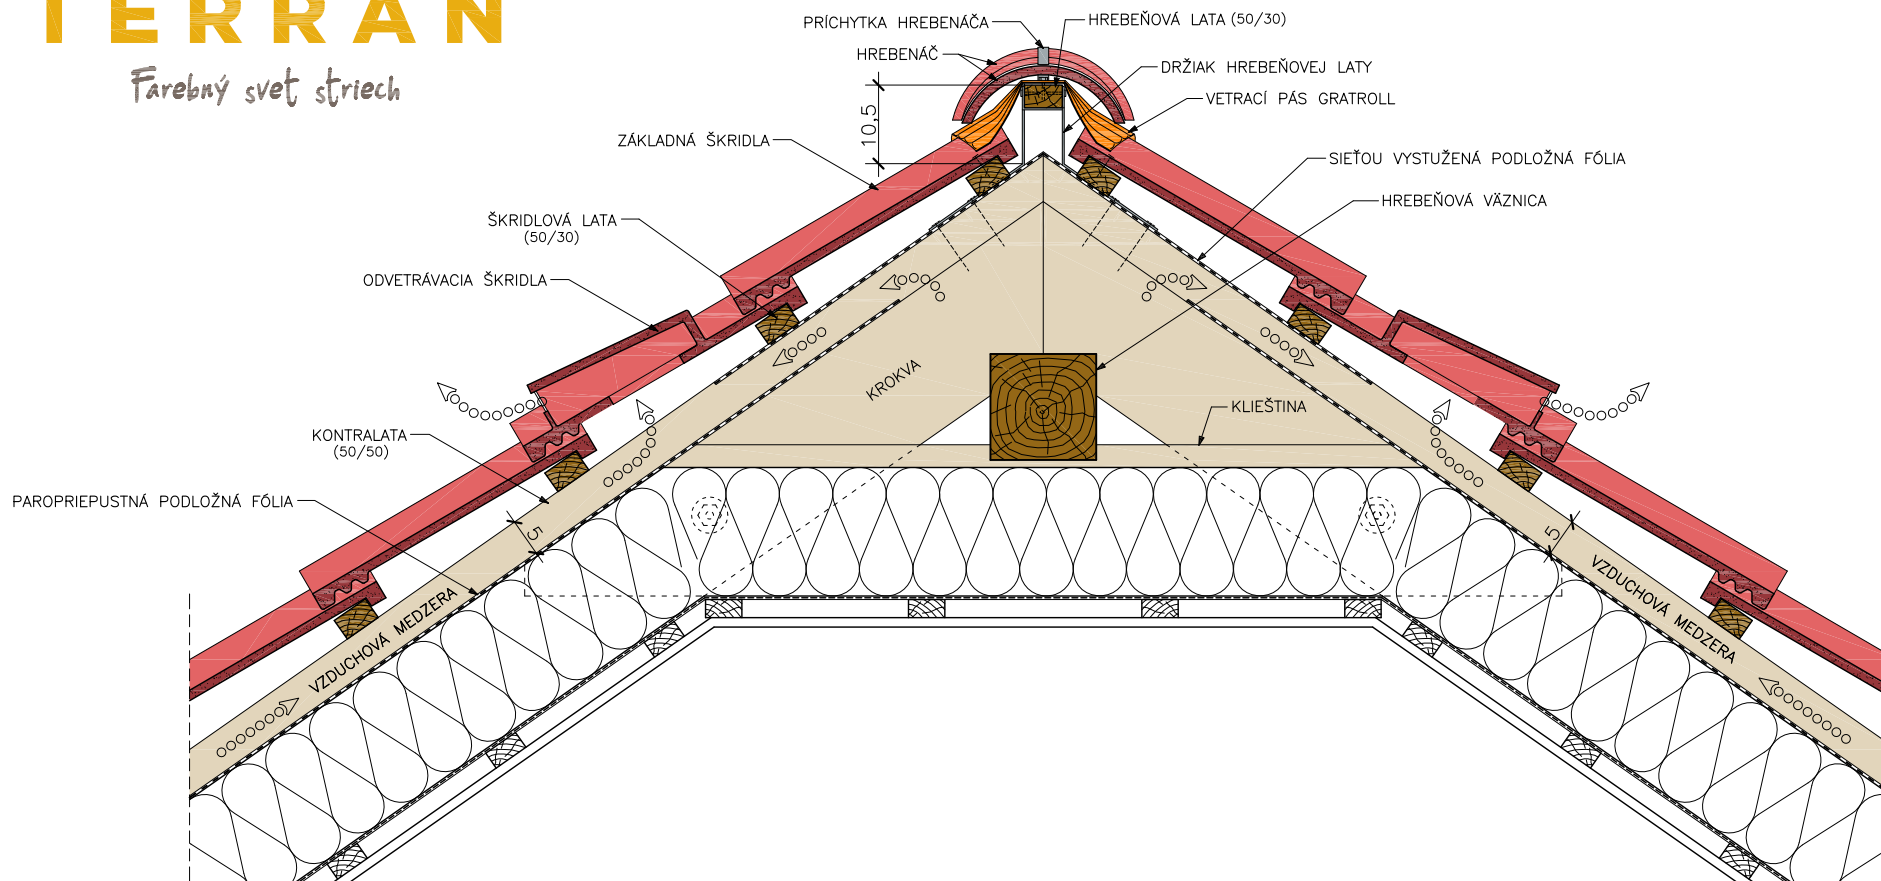 TERRAN
Farebný svet striech
PRÍCHYTKA HREBENÁČA
HREBEŇOVÁ LATA (50/30)
HREBENÁČ
DRŽIAK HREBEŇOVEJ LATY
VETRACÍ PÁS GRATROLL
10,5
ZÁKLADNÁ ŠKRIDLA
SIEŤOU VYSTUŽENÁ PODLOŽNÁ FÓLIA
HREBEŇOVÁ VÄZNICA
ŠKRIDLOVÁ LATA
(50/30)
ODVETRÁVACIA ŠKRIDLA
KROKVA
KLIEŠTINA
KONTRALATA
(50/50)
PAROPRIEPUSTNÁ PODLOŽNÁ FÓLIA
5
5
VZDUCHOVÁ MEDZERA
VZDUCHOVÁ MEDZERA